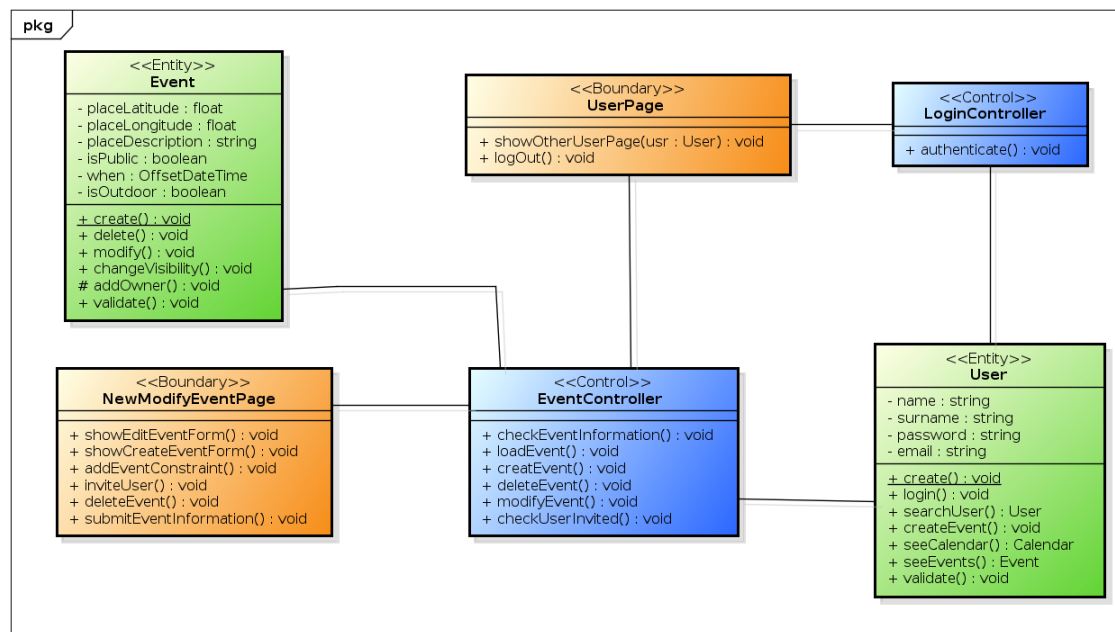 pkg
<<Entity>>
Event
- placeLatitude : float
- placeLongitude : float
- placeDescription : string
- isPublic : boolean
- when : OffsetDateTime
- isOutdoor : boolean
+ create() : void
+ delete() : void
+ modify() : void
+ changeVisibility() : void
# addOwner() : void
+ validate() : void
<<Boundary>>
UserPage
+ showOtherUserPage(usr : User) : void
+ logOut() : void
<<Control>>
LoginController
+ authenticate() : void
<<Boundary>>
NewModifyEventPage
+ showEditEventForm() : void
+ showCreateEventForm() : void
+ addEventConstraint() : void
+ inviteUser() : void
+ deleteEvent() : void
+ submitEventInformation() : void
<<Control>>
EventController
+ checkEventInformation() : void
+ loadEvent() : void
+ creatEvent() : void
+ deleteEvent() : void
+ modifyEvent() : void
+ checkUserInvited() : void
<<Entity>>
User
- name : string
- surname : string
- password : string
- email : string
+ create() : void
+ login() : void
+ searchUser() : User
+ createEvent() : void
+ seeCalendar() : Calendar
+ seeEvents() : Event
+ validate() : void